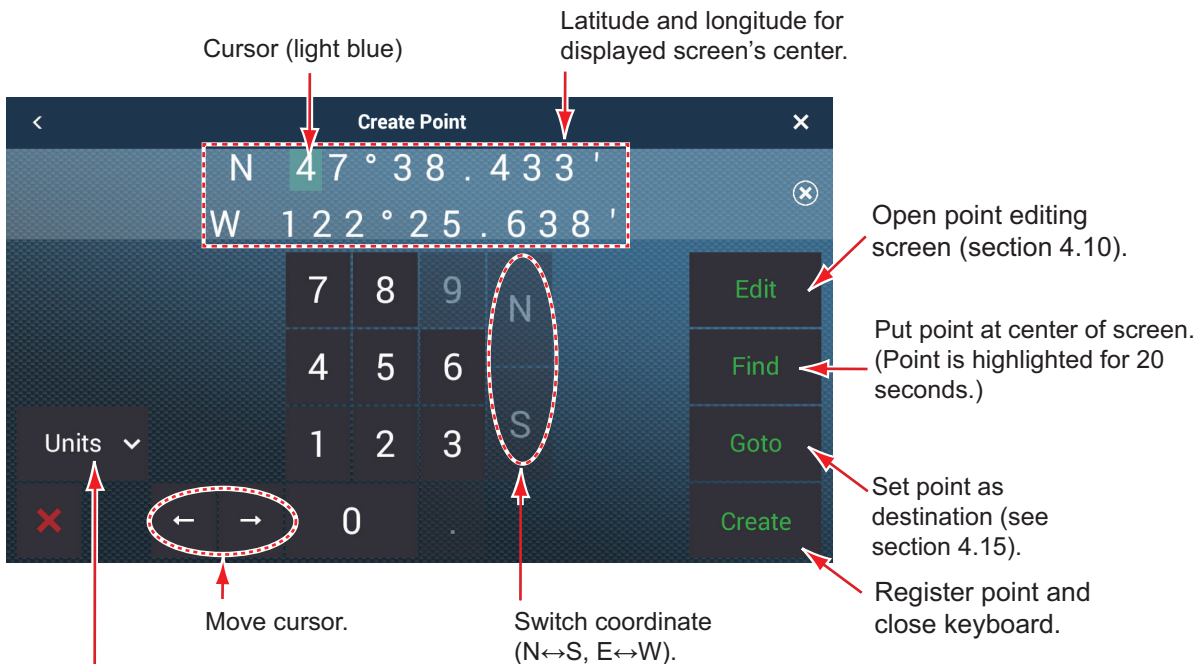 Latitude and longitude for
displayed screen's center.
Cursor (light blue)
Create Point
N 47°38.433'
W 122°25.638'
Open point editing
screen (section 4.10).
7 8 9 N
Edit
Put point at center of screen.
(Point is highlighted for 20
seconds.)
4 5 6
Find
Units
1 2 3 S
Goto
Set point as
destination (see
section 4.15).
← → 0 .
Create
Register point and
close keyboard.
Move cursor.
Switch coordinate
(N↔S, E↔W).